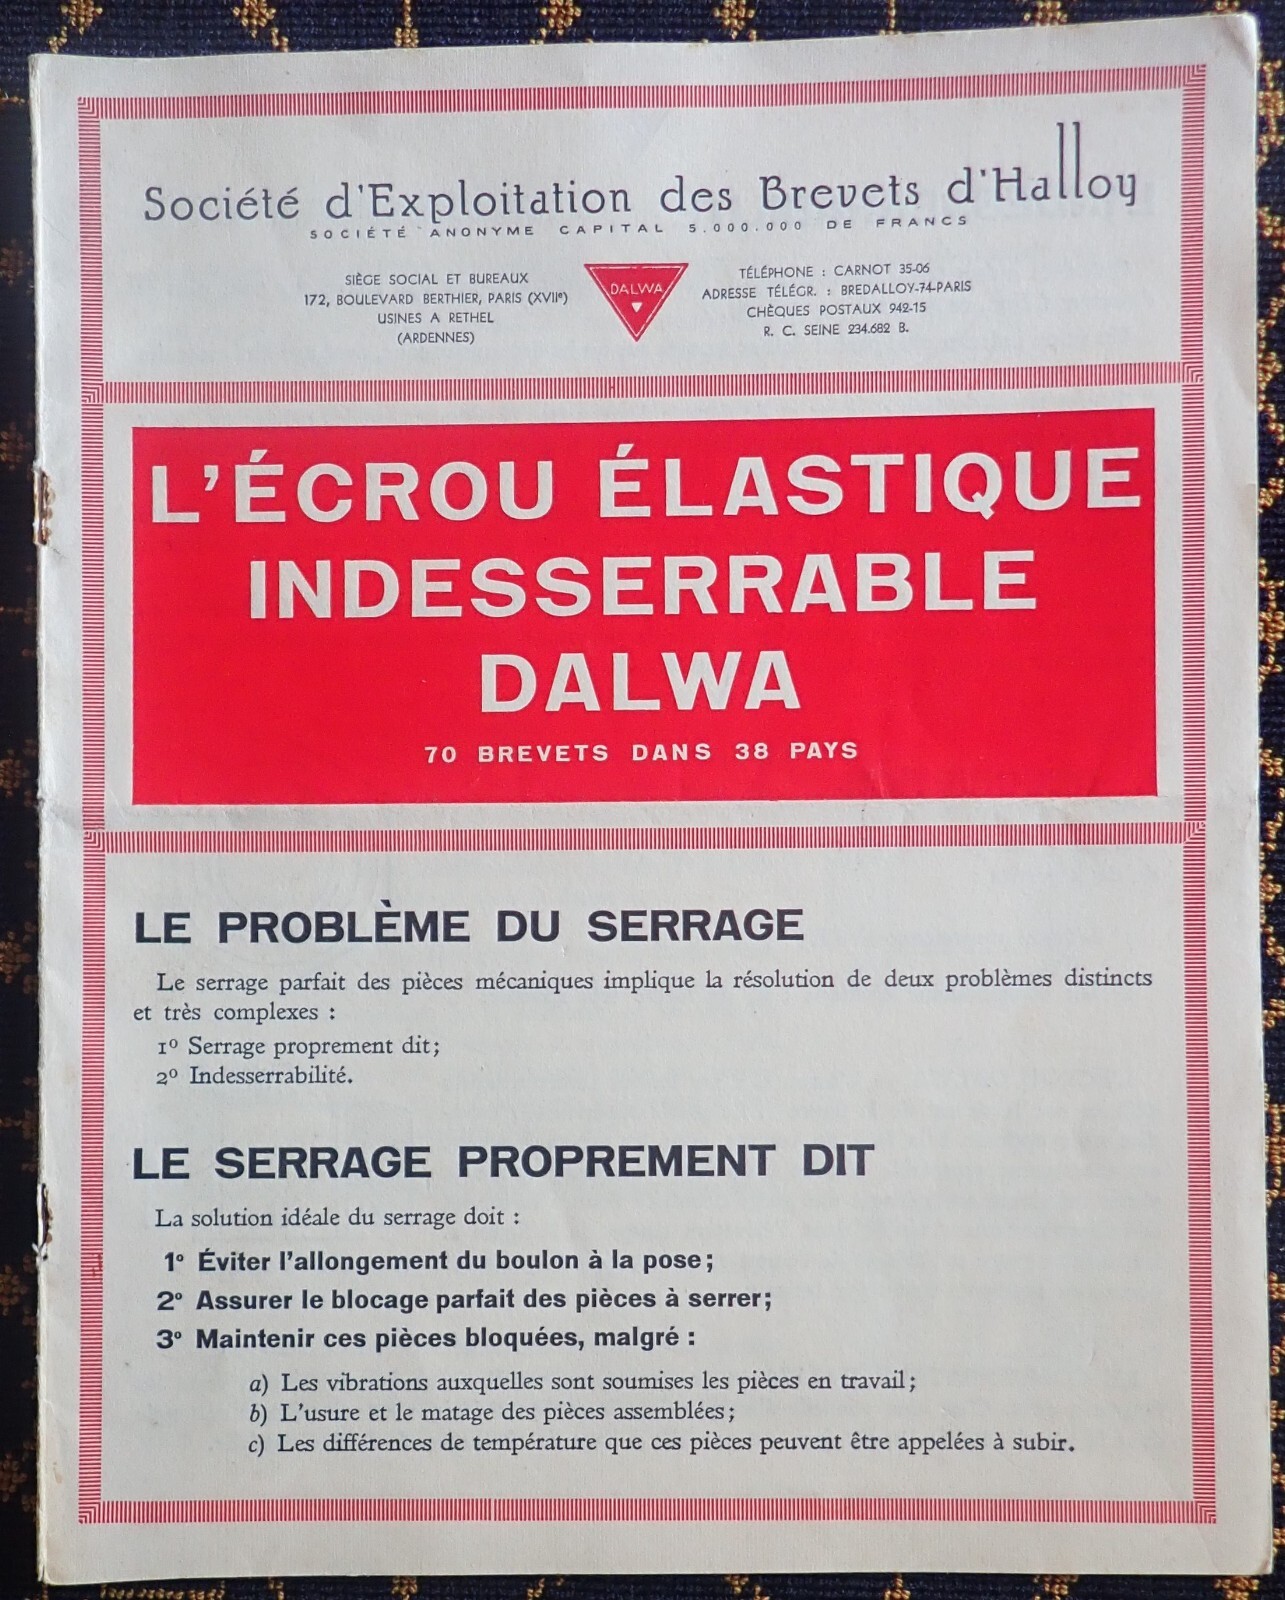 Société d'Exploitation des Brevets d'Halloy
SOCIÉTÉ ANONYME CAPITAL 5.000.000 DE FRANCS
SIÈGE SOCIAL ET BUREAUX
172, BOULEVARD BERTHIER, PARIS (XVIIe)
USINES A RETHEL
(ARDENNES)
DALWA
TÉLÉPHONE : CARNOT 35-06
ADRESSE TÉLÉGR. : BREDALLOY-74-PARIS
CHÈQUES POSTAUX 942-15
R. C. SEINE 234.682 B.
L'ÉCROU ÉLASTIQUE
INDESSERRABLE
DALWA
70 BREVETS DANS 38 PAYS
LE PROBLÈME DU SERRAGE
Le serrage parfait des pièces mécaniques implique la résolution de deux problèmes distincts
et très complexes :
1º Serrage proprement dit;
2º Indesserrabilité.
LE SERRAGE PROPREMENT DIT
La solution idéale du serrage doit :
1º Éviter l'allongement du boulon à la pose;
2º Assurer le blocage parfait des pièces à serrer;
3º Maintenir ces pièces bloquées, malgré :
a) Les vibrations auxquelles sont soumises les pièces en travail;
b) L'usure et le matage des pièces assemblées;
c) Les différences de température que ces pièces peuvent être appelées à subir.